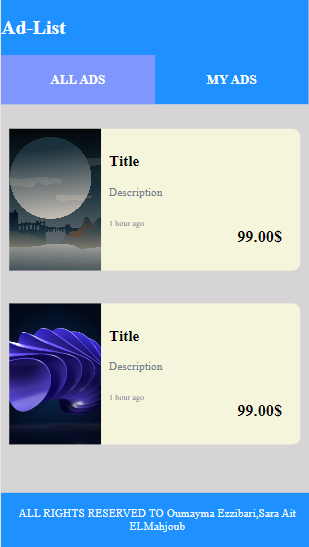 Ad-List
ALL ADS
MY ADS
Title
Description
1 hour ago
99.00$
Title
Description
1 hour ago
99.00$
ALL RIGHTS RESERVED TO Oumayma Ezzibari,Sara Ait
ELMahjoub